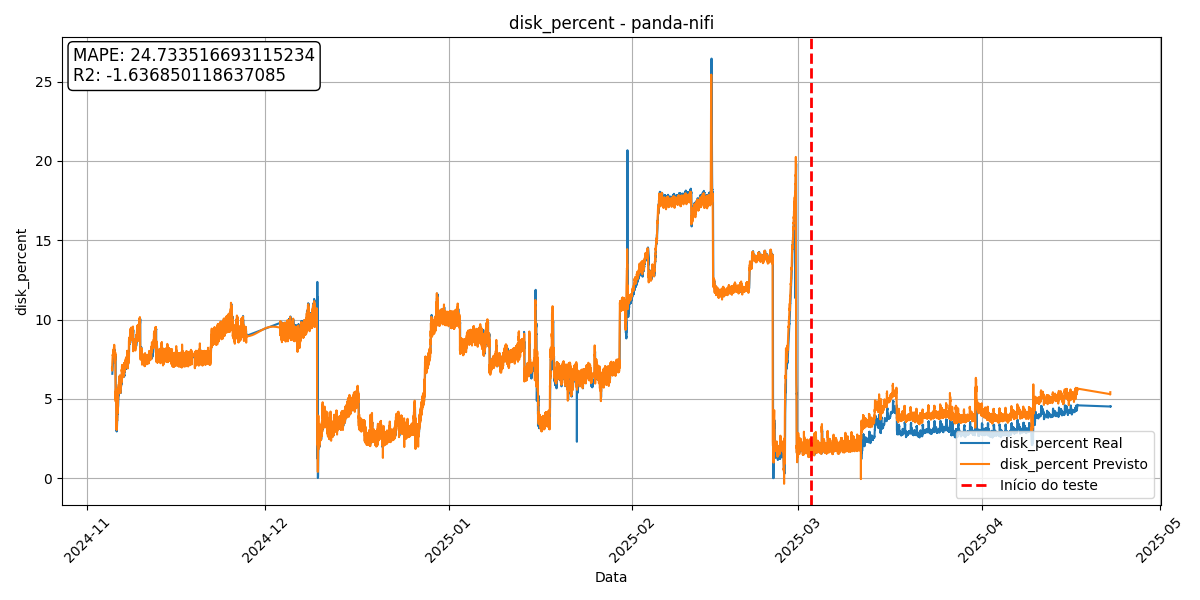 disk_percent - panda-nifi
MAPE: 24.733516693115234
R2: -1.636850118637085
disk_percent
25
20
15
10
5
0
disk_percent Real
disk_percent Previsto
Início do teste
2024-11
2024-12
2025-01
2025-02
2025-03
2025-04
2025-05
Data